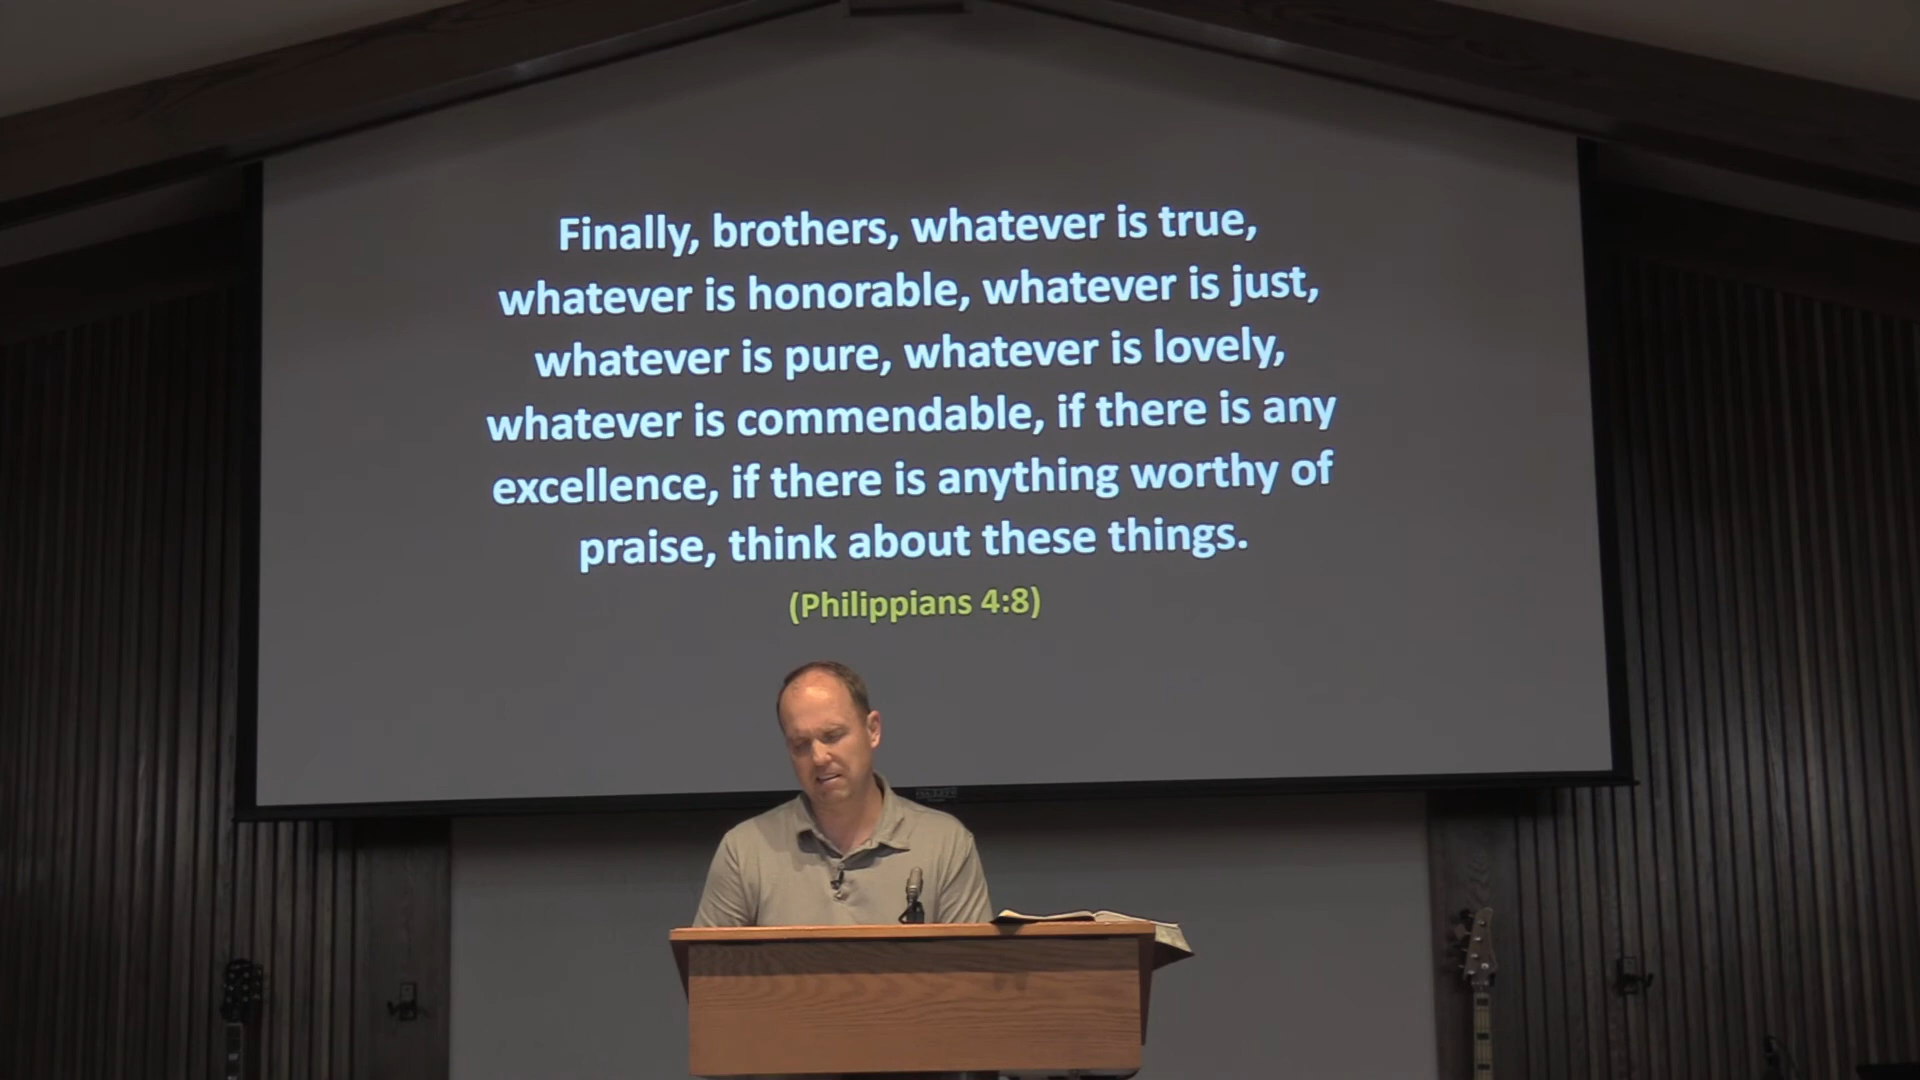 Finally, brothers, whatever is true,
whatever is honorable, whatever is just,
whatever is pure, whatever is lovely,
whatever is commendable, if there is any
excellence, if there is anything worthy of
praise, think about these things.
(Philippians 4:8)